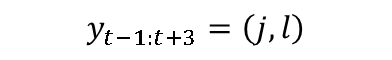 y_{t−1:t+3} = (j, l)